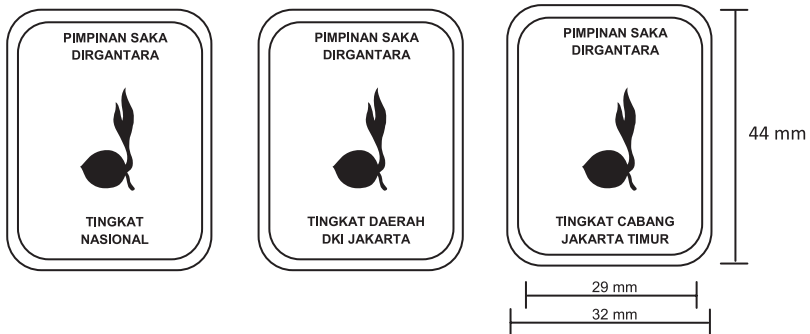 PIMPINAN SAKA
DIRGANTARA
TINGKAT
NASIONAL
PIMPINAN SAKA
DIRGANTARA
TINGKAT DAERAH
DKI JAKARTA
PIMPINAN SAKA
DIRGANTARA
TINGKAT CABANG
JAKARTA TIMUR
44 mm
29 mm
32 mm